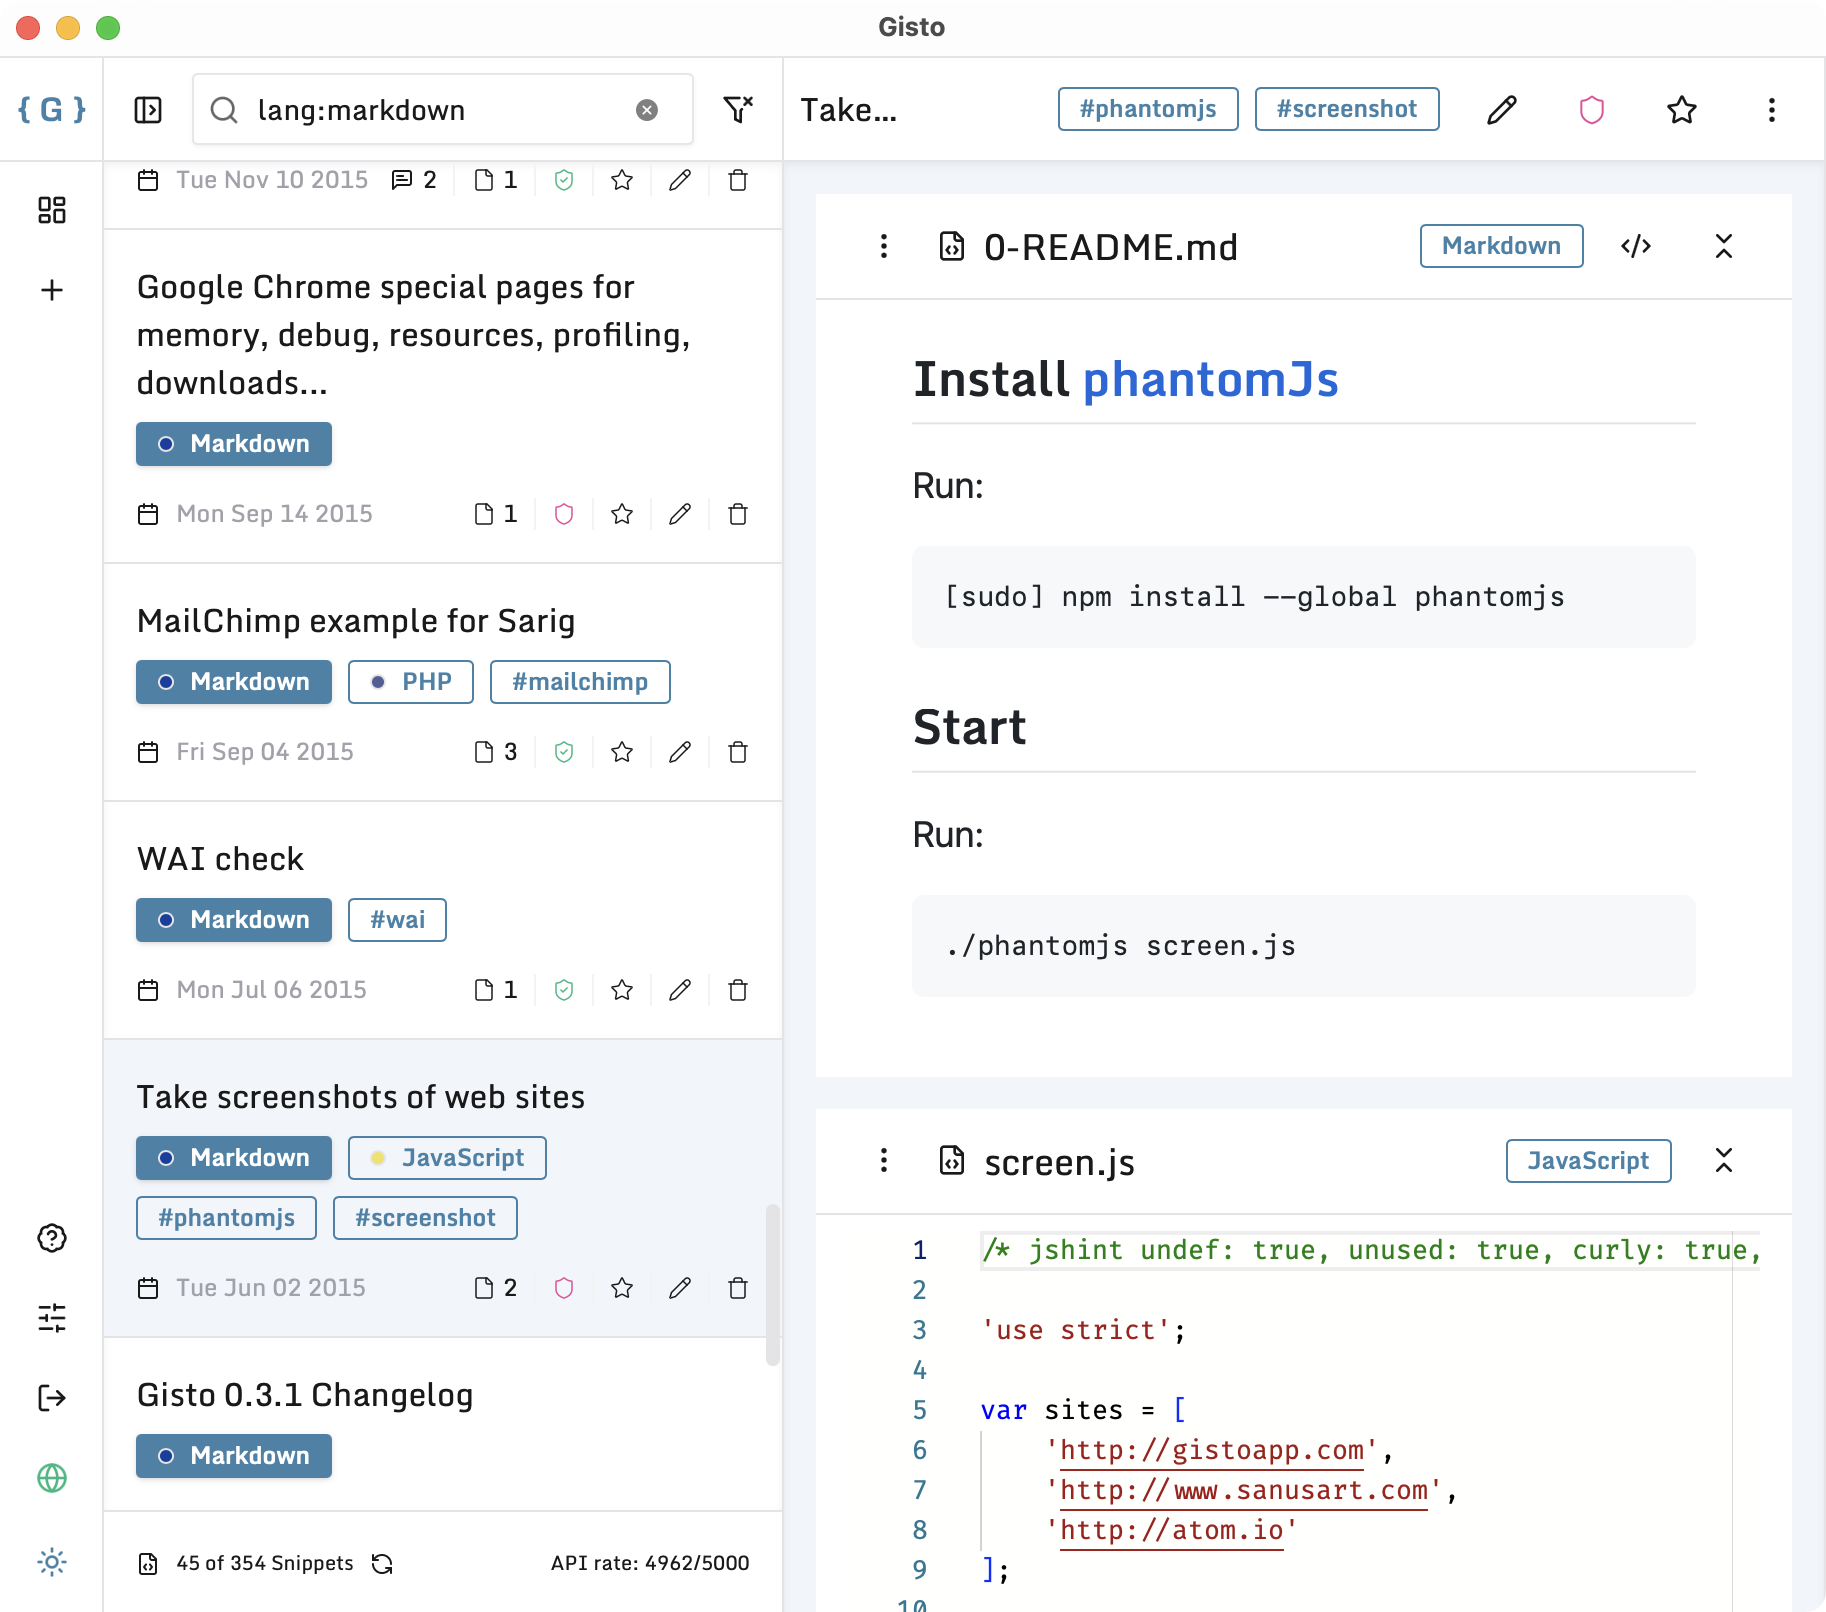 Gisto
{ G }
lang:markdown
Tue Nov 10 2015 2 1
Google Chrome special pages for
memory, debug, resources, profiling,
downloads...
Markdown
Mon Sep 14 2015 1
MailChimp example for Sarig
Markdown PHP #mailchimp
Fri Sep 04 2015 3
WAI check
Markdown #wai
Mon Jul 06 2015 1
Take screenshots of web sites
Markdown JavaScript
#phantomjs #screenshot
Tue Jun 02 2015 2
Gisto 0.3.1 Changelog
Markdown
45 of 354 Snippets API rate: 4962/5000
Take... #phantomjs #screenshot
0-README.md Markdown
Install phantomJs
Run:
[sudo] npm install --global phantomjs
Start
Run:
./phantomjs screen.js
screen.js JavaScript
1 /* jshint undef: true, unused: true, curly: true,
2
3 'use strict';
4
5 var sites = [
6 'http://gistoapp.com',
7 'http://www.sanusart.com',
8 'http://atom.io'
9 ];
10